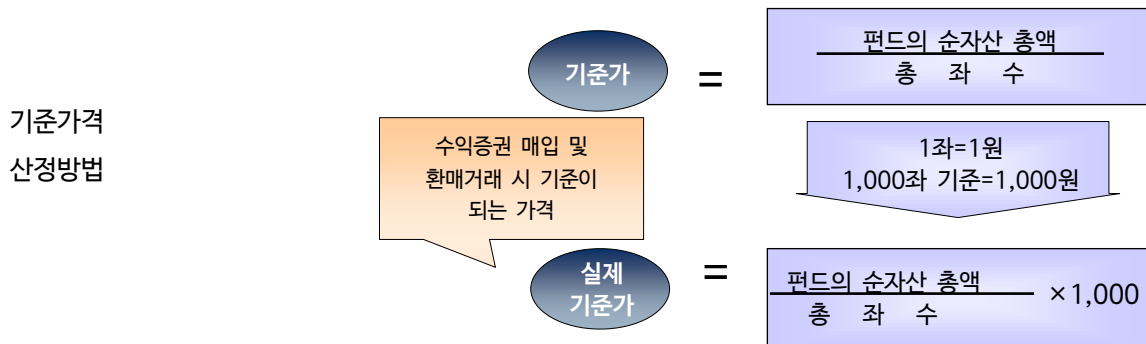 기준가격
산정방법
기준가
=
펀드의 순자산 총액
총 좌 수
수익증권 매입 및
환매거래 시 기준이
되는 가격
1좌=1원
1,000좌 기준=1,000원
실제
기준가
=
펀드의 순자산 총액
총 좌 수
×1,000